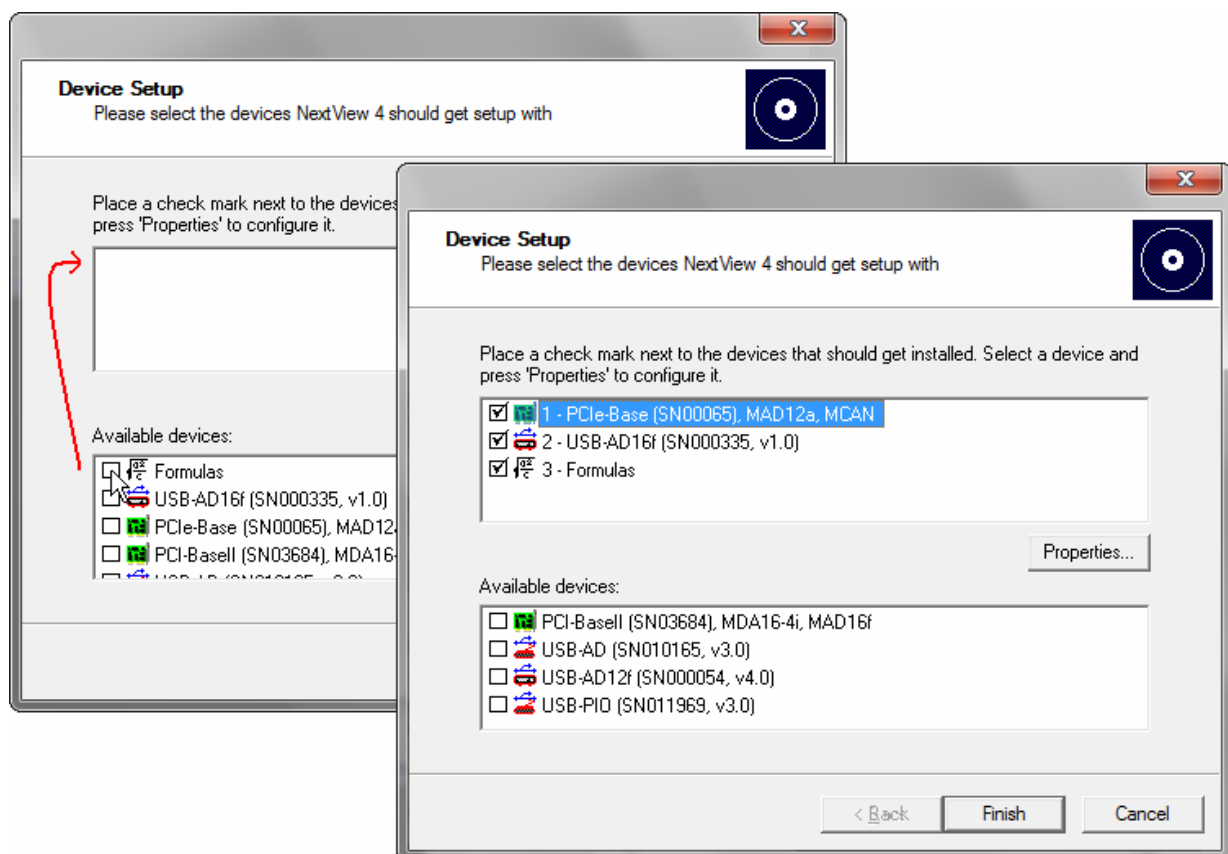 Device Setup
Please select the devices NextView 4 should get setup with
Place a check mark next to the devices
press 'Properties' to configure it.
Available devices:
Formulas
USB-AD16f (SN000335, v1.0)
PCIe-Base (SN00065), MAD12
PCI-BaseII (SN03684), MDA16-
Device Setup
Please select the devices NextView 4 should get setup with
Place a check mark next to the devices that should get installed. Select a device and
press 'Properties' to configure it.
1 - PCIe-Base (SN00065), MAD12a, MCAN
2 - USB-AD16f (SN000335, v1.0)
3 - Formulas
Properties...
Available devices:
PCI-BaseII (SN03684), MDA16-4i, MAD16f
USB-AD (SN010165, v3.0)
USB-AD12f (SN000054, v4.0)
USB-PIO (SN011969, v3.0)
< Back
Finish
Cancel